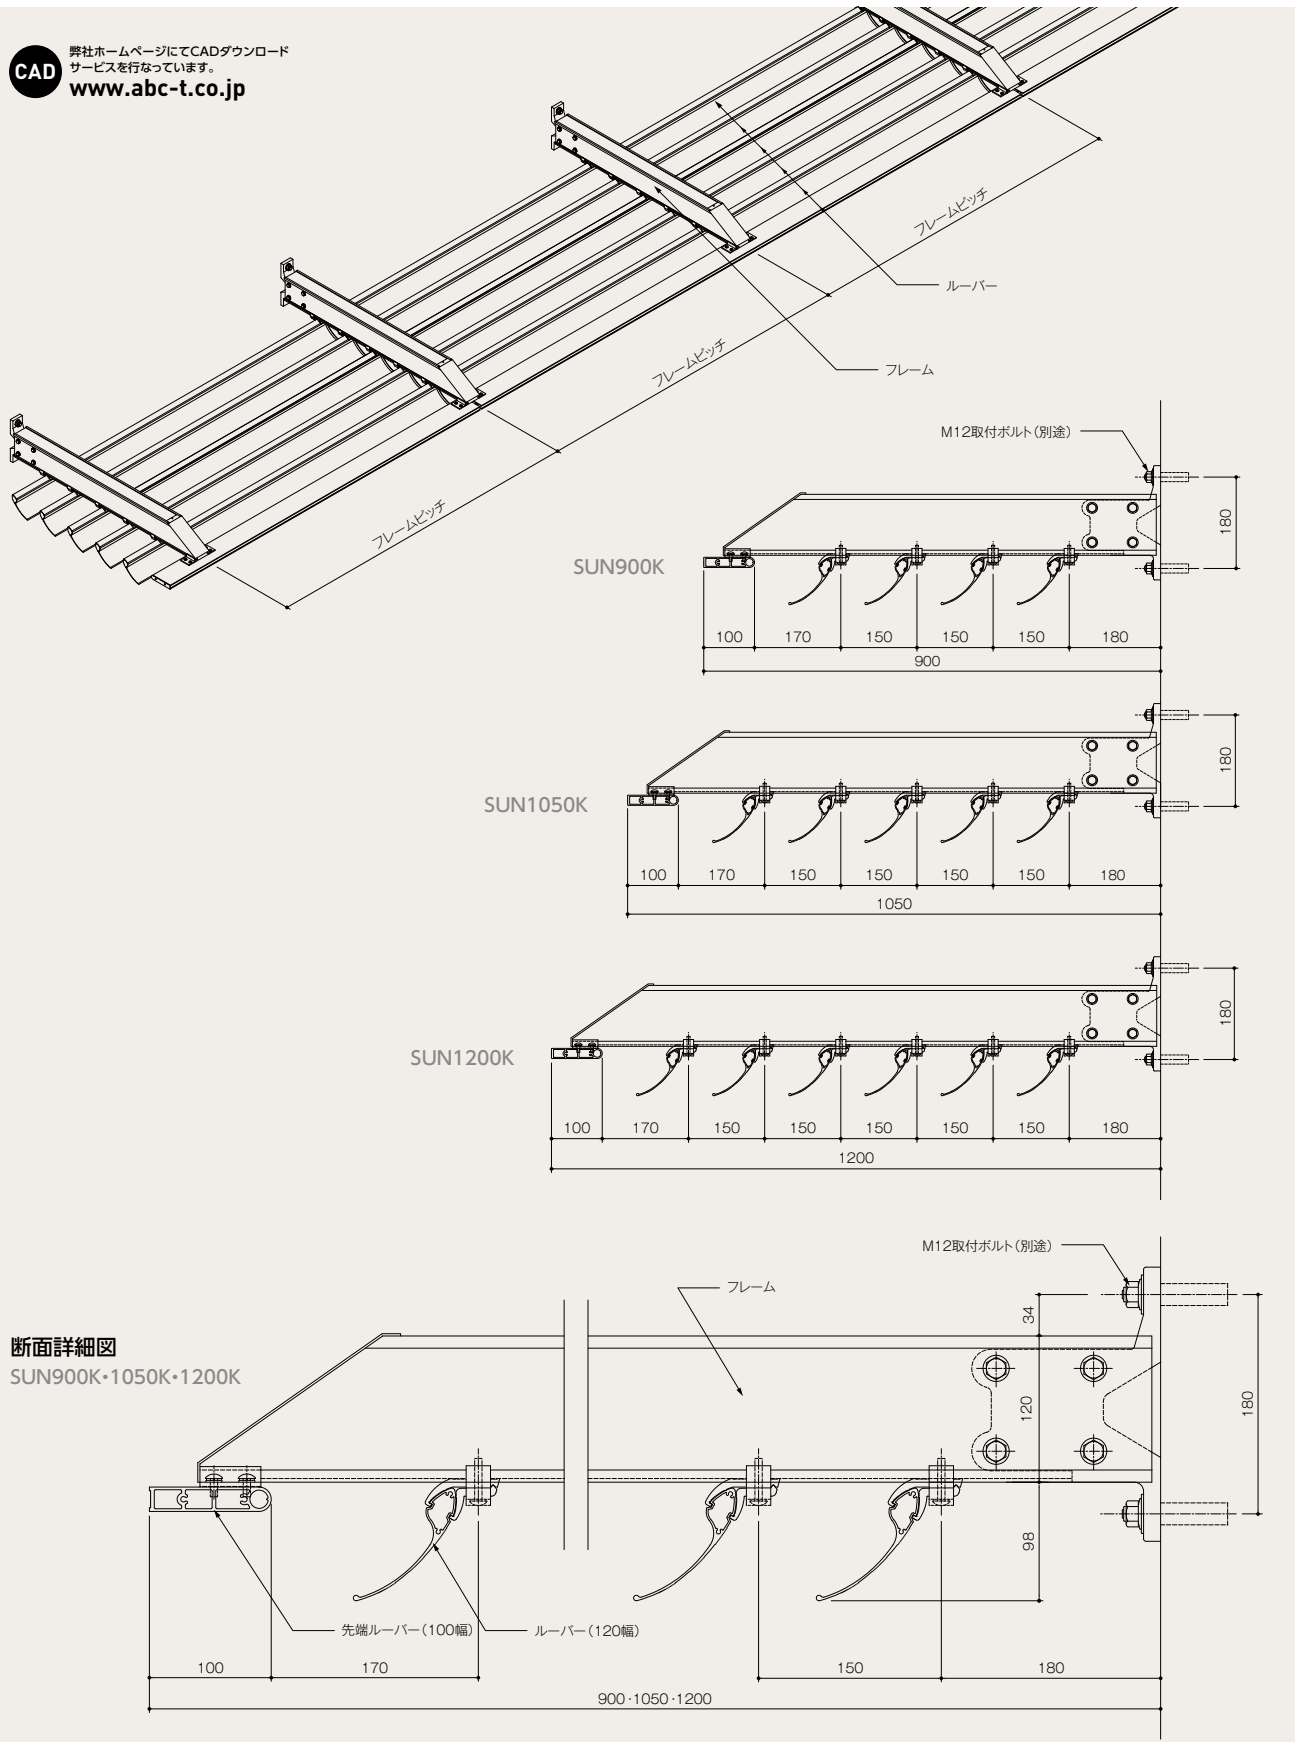 CAD
弊社ホームページにてCADダウンロード
サービスを行なっています。
www.abc-t.co.jp
フレームピッチ
ルーバー
フレームピッチ
フレーム
フレームピッチ
M12取付ボルト（別途）
180
SUN900K
100 170 150 150 150 180
900
180
SUN1050K
100 170 150 150 150 150 180
1050
180
SUN1200K
100 170 150 150 150 150 150 180
1200
M12取付ボルト（別途）
フレーム
34
断面詳細図
SUN900K・1050K・1200K
120
180
98
先端ルーバー（100幅）
ルーバー（120幅）
100 170 150 180
900・1050・1200